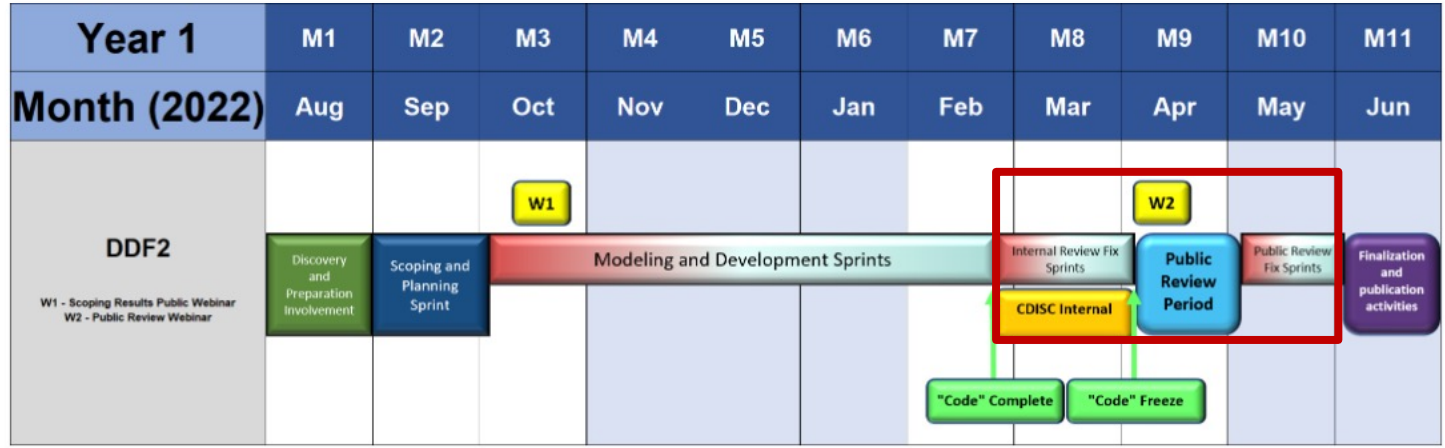 Year 1 M1 M2 M3 M4 M5 M6 M7 M8 M9 M10 M11
Month (2022) Aug Sep Oct Nov Dec Jan Feb Mar Apr May Jun
DDF2
W1 - Scoping Results Public Webinar
W2 - Public Review Webinar
W1
W2
Discovery
and
Preparation
Involvement
Scoping and
Planning
Sprint
Modeling and Development Sprints
Internal Review Fix
Sprints
CDISC Internal
Public
Review
Period
Public Review
Fix Sprints
Finalization
and
publication
activities
"Code" Complete
"Code" Freeze